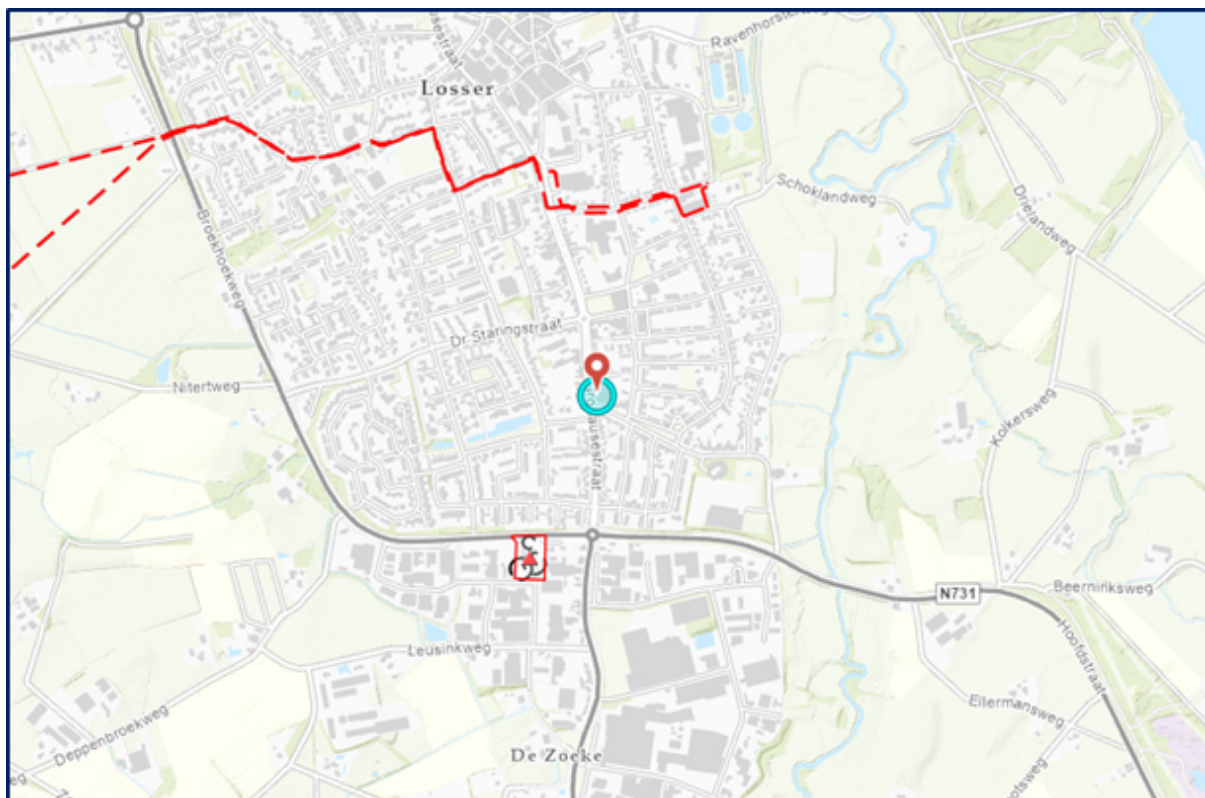 Ravenhorsterweg
Losser
Schoklandweg
Drielandweg
Broekhoekweg
Dr Staringstraat
Nitertweg
Kolkersweg
N731
Beerninksweg
Leusinkweg
Hoofdstraat
Eitermansweg
Deppenbroekweg
De Zoeke